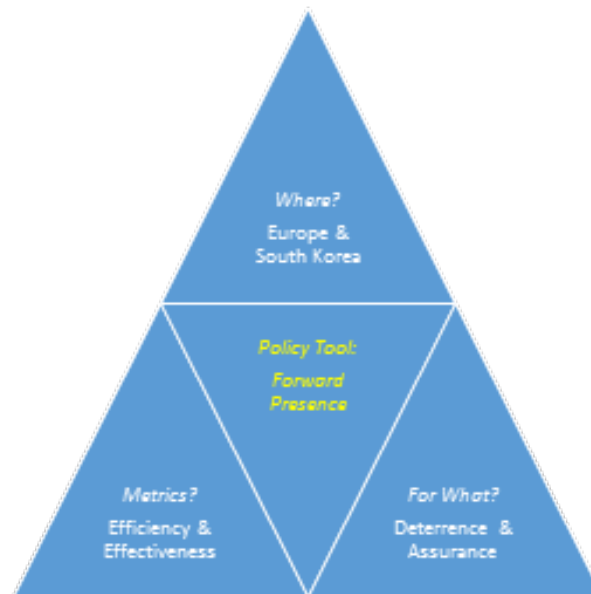 Where?
Europe &
South Korea
Policy Tool:
Forward
Presence
Metrics?
Efficiency &
Effectiveness
For What?
Deterrence &
Assurance